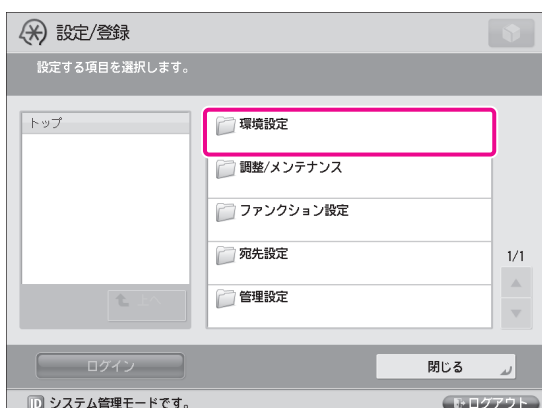 設定/登録
設定する項目を選択します。
トップ
環境設定
調整/メンテナンス
ファンクション設定
宛先設定
管理設定
1/1
上へ
ログイン
閉じる
ID システム管理モードです。
ログアウト